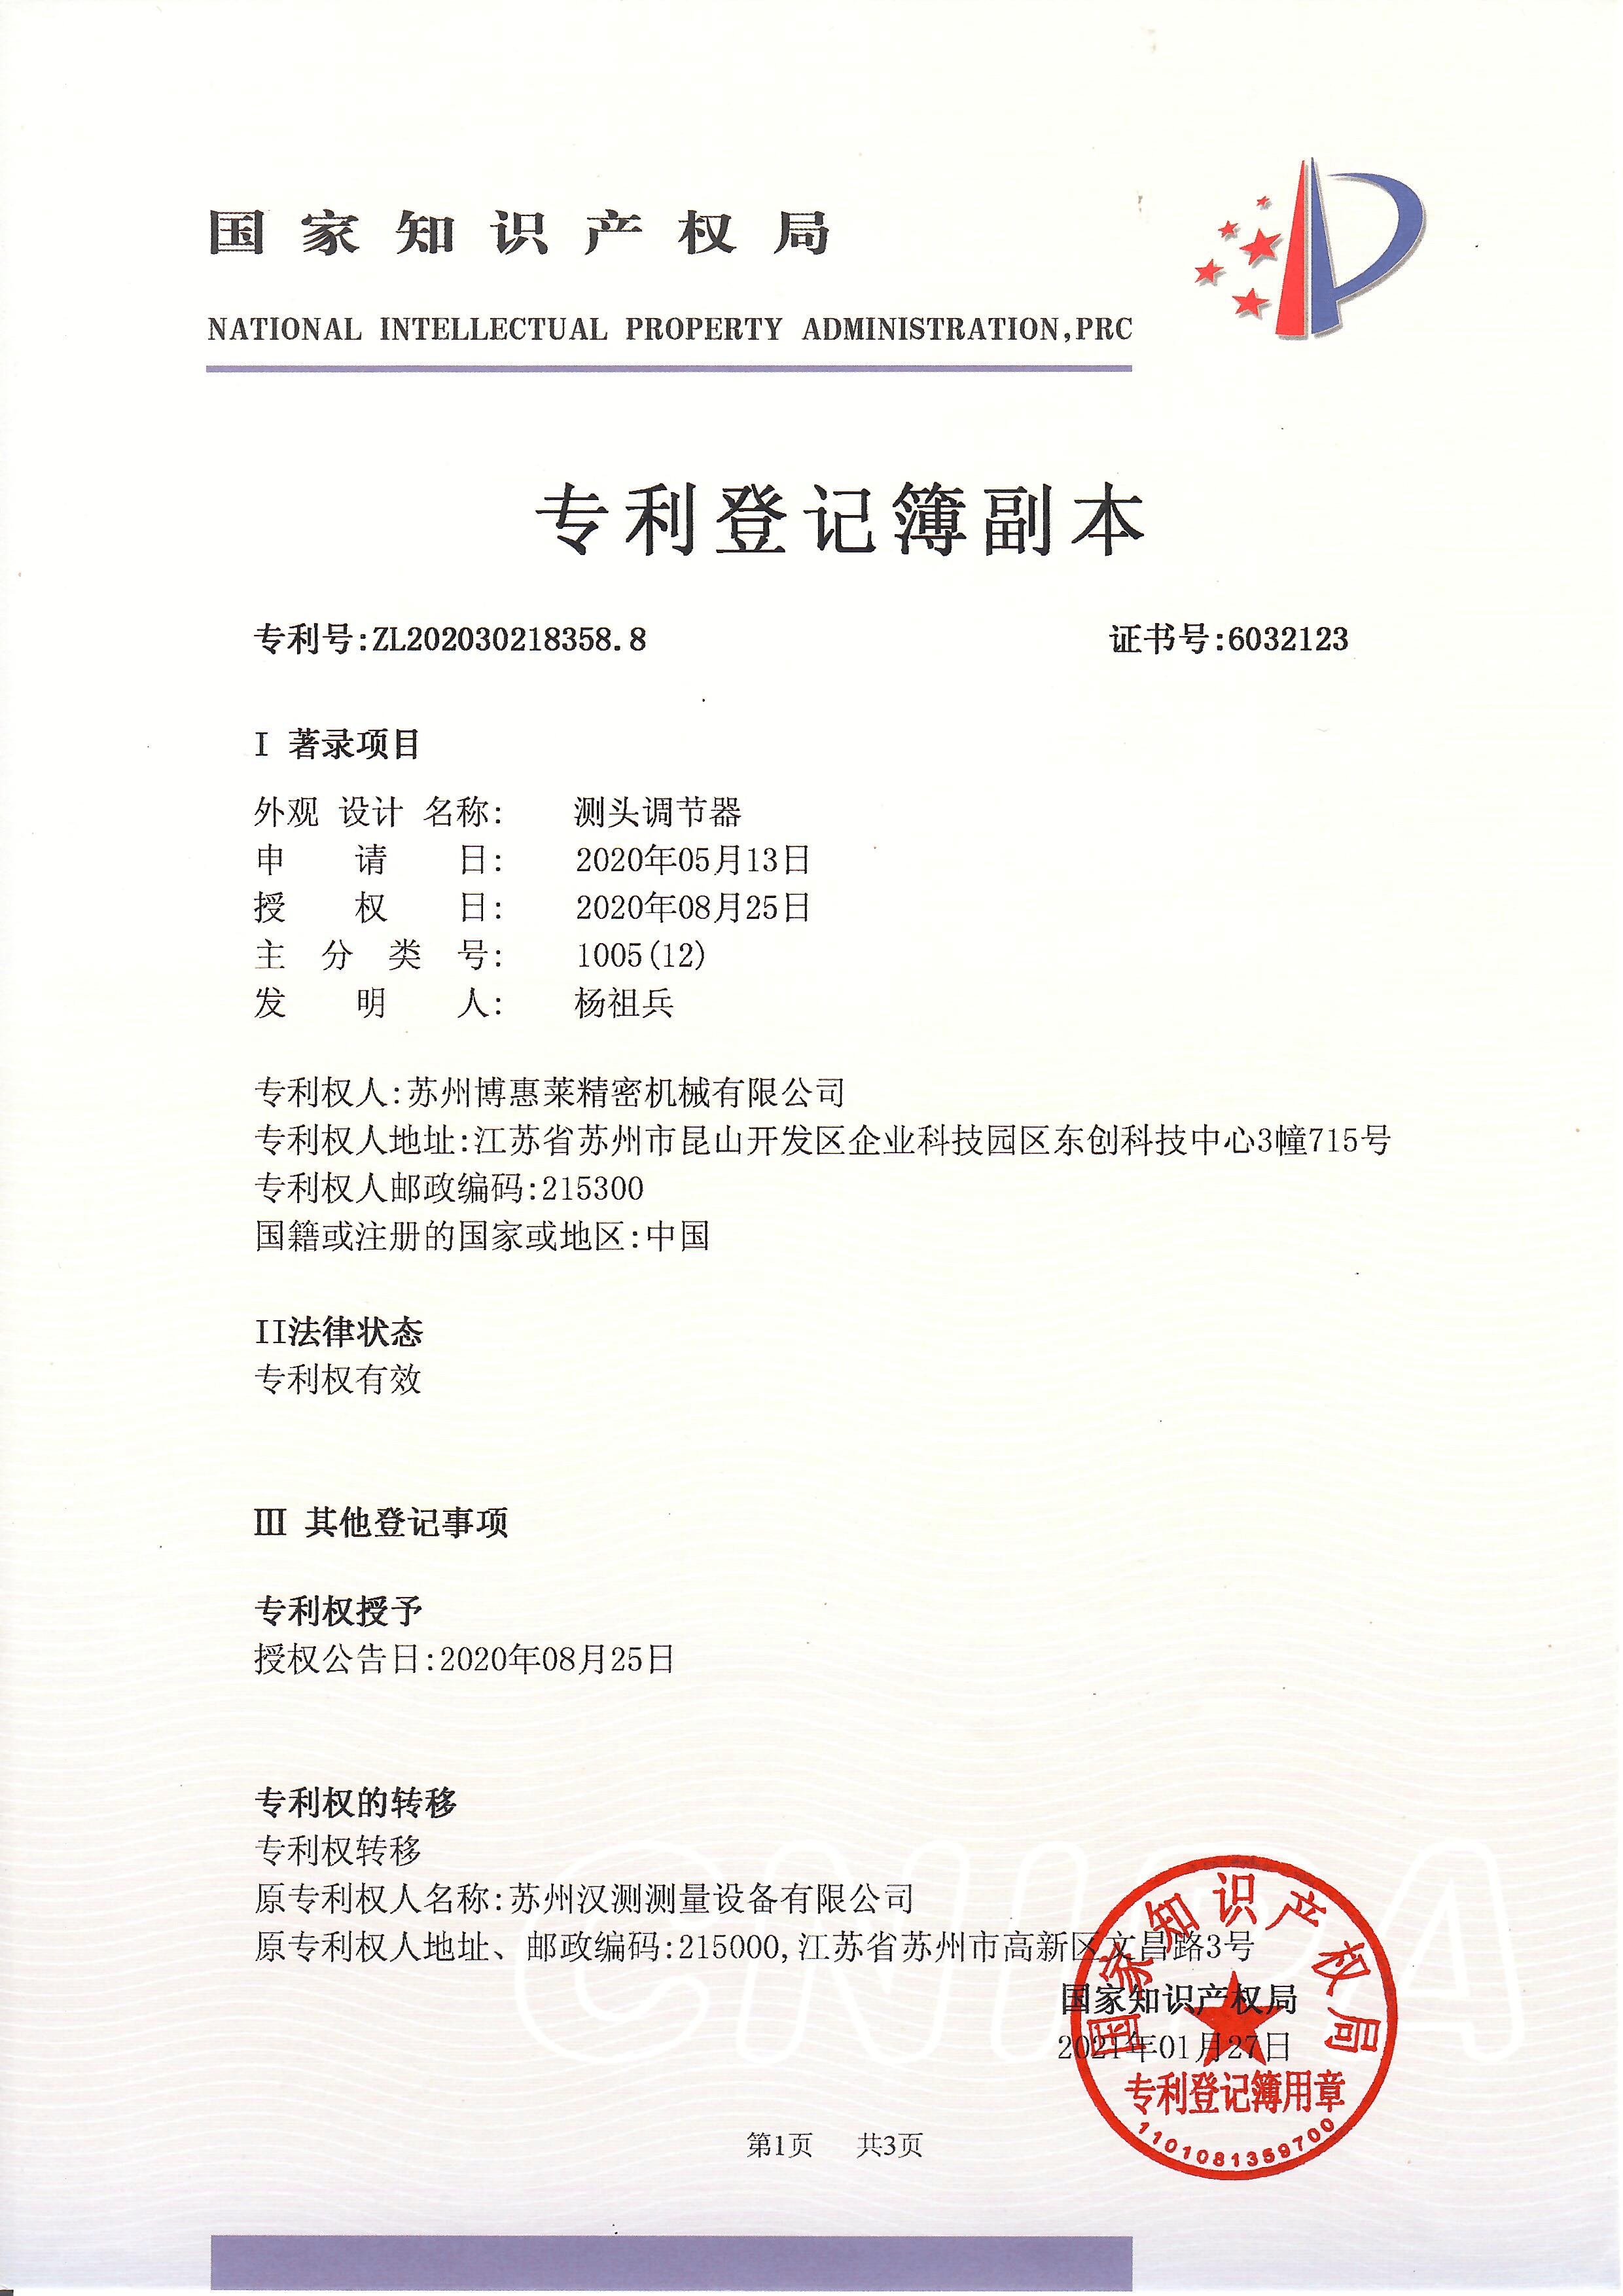 国家知识产权局
NATIONAL INTELLECTUAL PROPERTY ADMINISTRATION,PRC
专利登记簿副本
专利号:ZL202030218358.8 证书号:6032123
I 著录项目
外观 设计 名称: 测头调节器
申 请 日: 2020年05月13日
授 权 日: 2020年08月25日
主 分 类 号: 1005(12)
发 明 人: 杨祖兵
专利权人:苏州博惠莱精密机械有限公司
专利权人地址:江苏省苏州市昆山开发区企业科技园区东创科技中心3幢715号
专利权人邮政编码:215300
国籍或注册的国家或地区:中国
II法律状态
专利权有效
III 其他登记事项
专利权授予
授权公告日:2020年08月25日
专利权的转移
专利权转移
原专利权人名称:苏州汉测测量设备有限公司
原专利权人地址、邮政编码:215000,江苏省苏州市高新区文昌路3号
国家知识产权局
2021年01月27日
国家知识产权局
专利登记簿用章
1101081359700
第1页 共3页
CNIPA